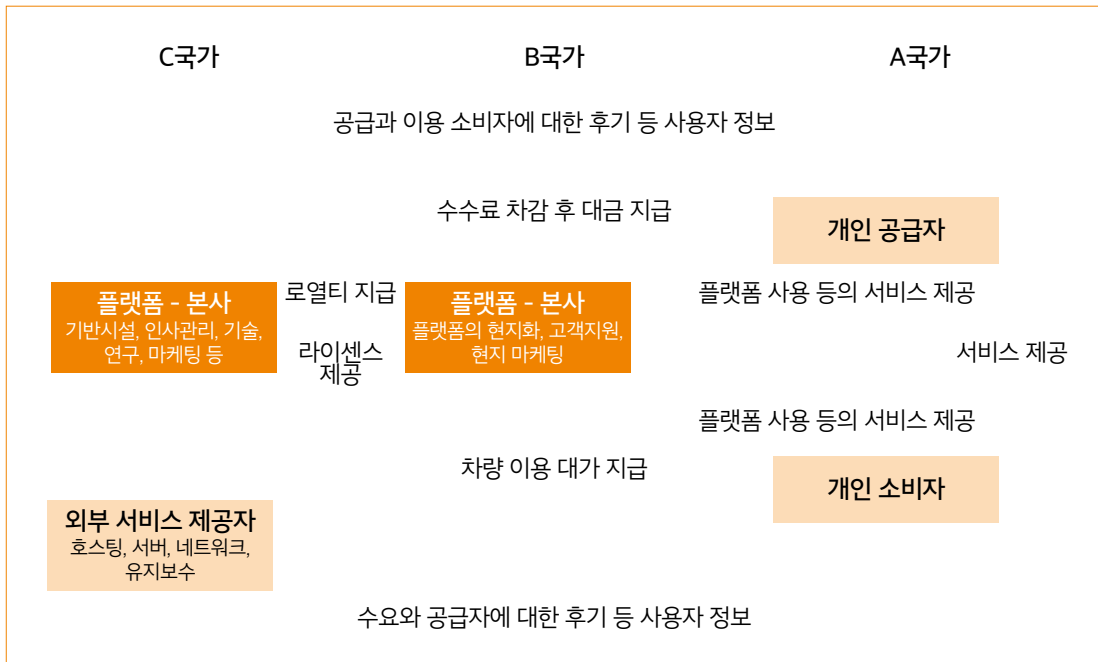 C국가
B국가
A국가
공급과 이용 소비자에 대한 후기 등 사용자 정보
수수료 차감 후 대금 지급
개인 공급자
플랫폼 - 본사
기반시설, 인사관리, 기술,
연구, 마케팅 등
로열티 지급
라이센스
제공
플랫폼 - 본사
플랫폼의 현지화, 고객지원,
현지 마케팅
플랫폼 사용 등의 서비스 제공
서비스 제공
플랫폼 사용 등의 서비스 제공
차량 이용 대가 지급
개인 소비자
외부 서비스 제공자
호스팅, 서버, 네트워크,
유지보수
수요와 공급자에 대한 후기 등 사용자 정보